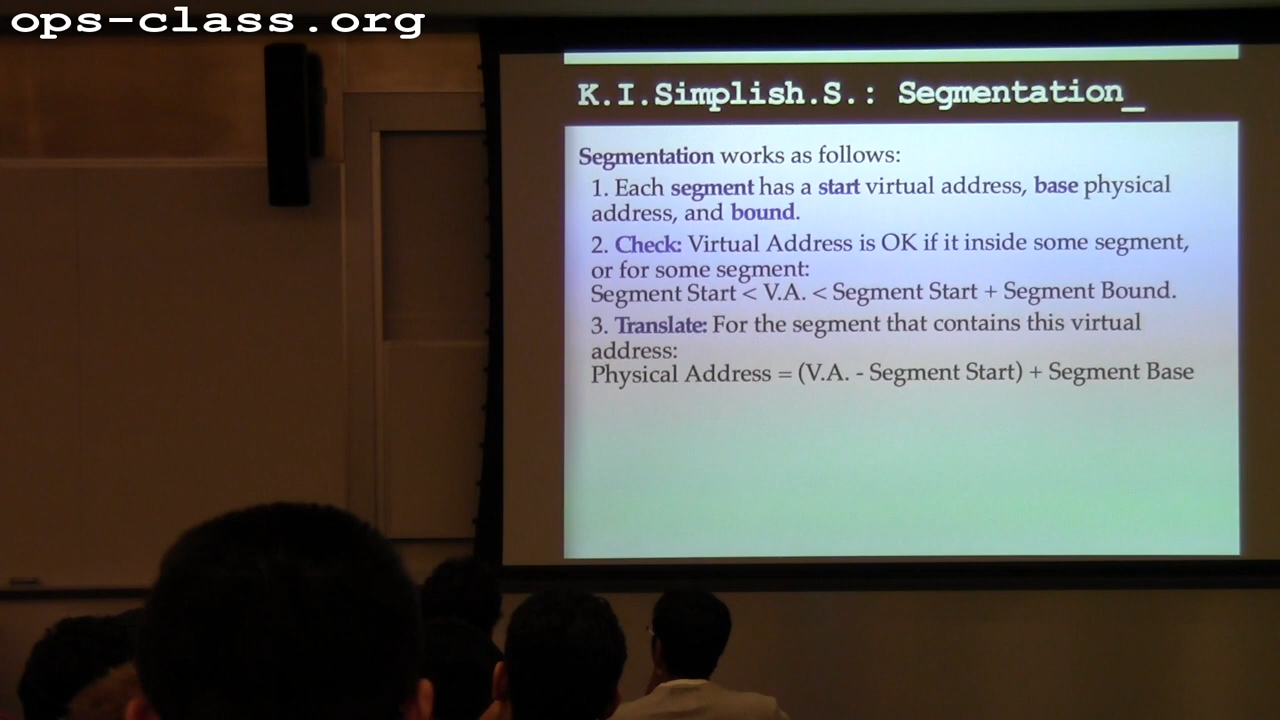 ops-class.org
K.I.Simplish.S.: Segmentation_
Segmentation works as follows:
1. Each segment has a start virtual address, base physical
address, and bound.
2. Check: Virtual Address is OK if it inside some segment,
or for some segment:
Segment Start < V.A. < Segment Start + Segment Bound.
3. Translate: For the segment that contains this virtual
address:
Physical Address = (V.A. - Segment Start) + Segment Base